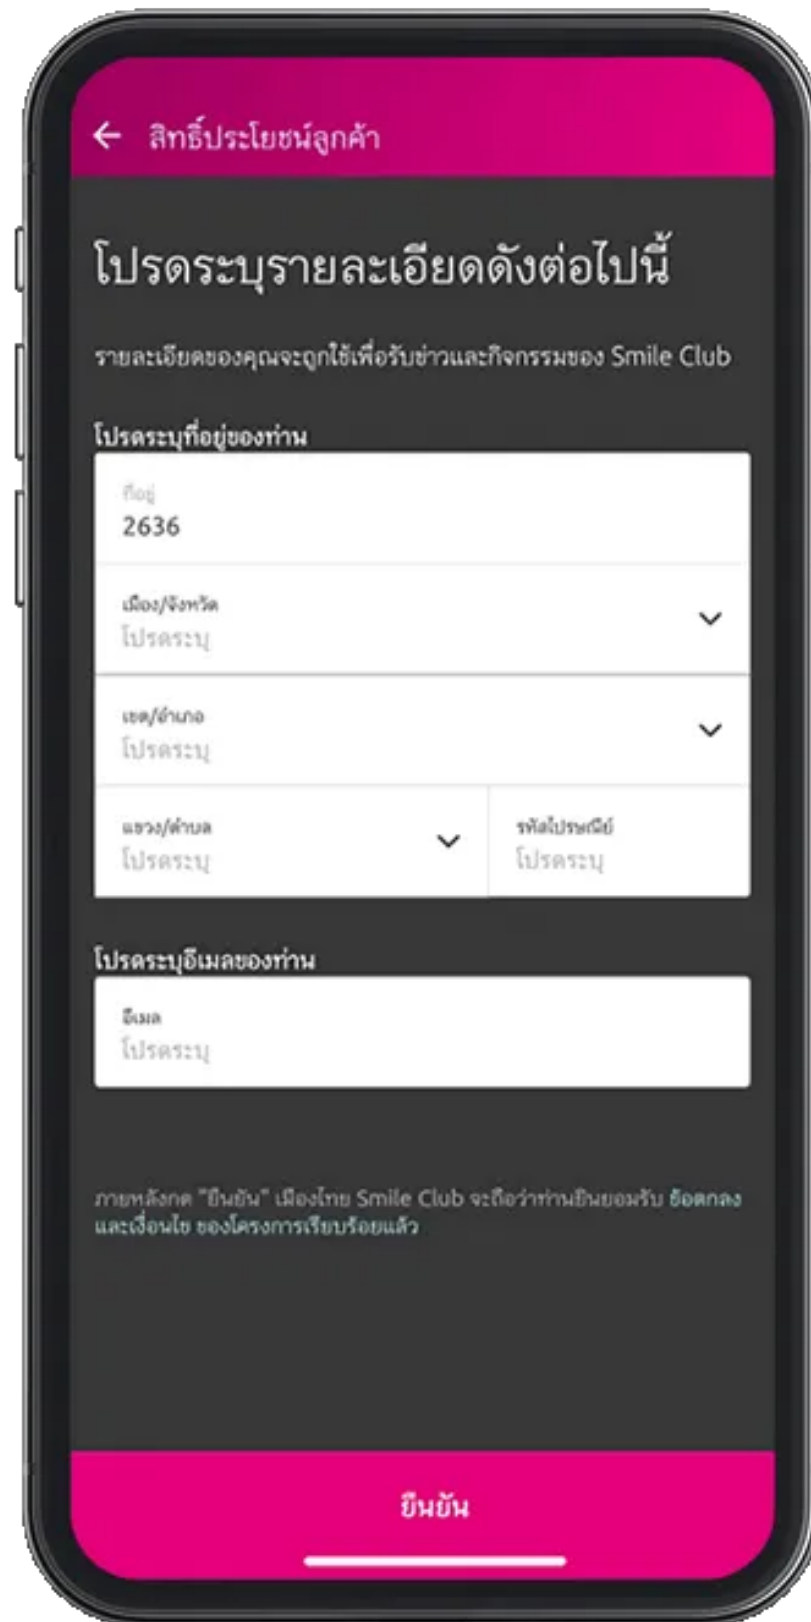 สิทธิ์ประโยชน์ลูกค้า
โปรดระบุรายละเอียดดังต่อไปนี้
รายละเอียดของคุณจะถูกใช้เพื่อรับข่าวและกิจกรรมของ Smile Club
โปรดระบุที่อยู่ของท่าน
ที่อยู่
2636
เมือง/จังหวัด
โปรดระบุ
เขต/อำเภอ
โปรดระบุ
แขวง/ตำบล
โปรดระบุ
รหัสไปรษณีย์
โปรดระบุ
โปรดระบุอีเมลของท่าน
อีเมล
โปรดระบุ
ภายหลังกด "ยืนยัน" เมืองไทย Smile Club จะถือว่าท่านยินยอมรับ ข้อตกลง
และเงื่อนไข ของโครงการเรียบร้อยแล้ว
ยืนยัน